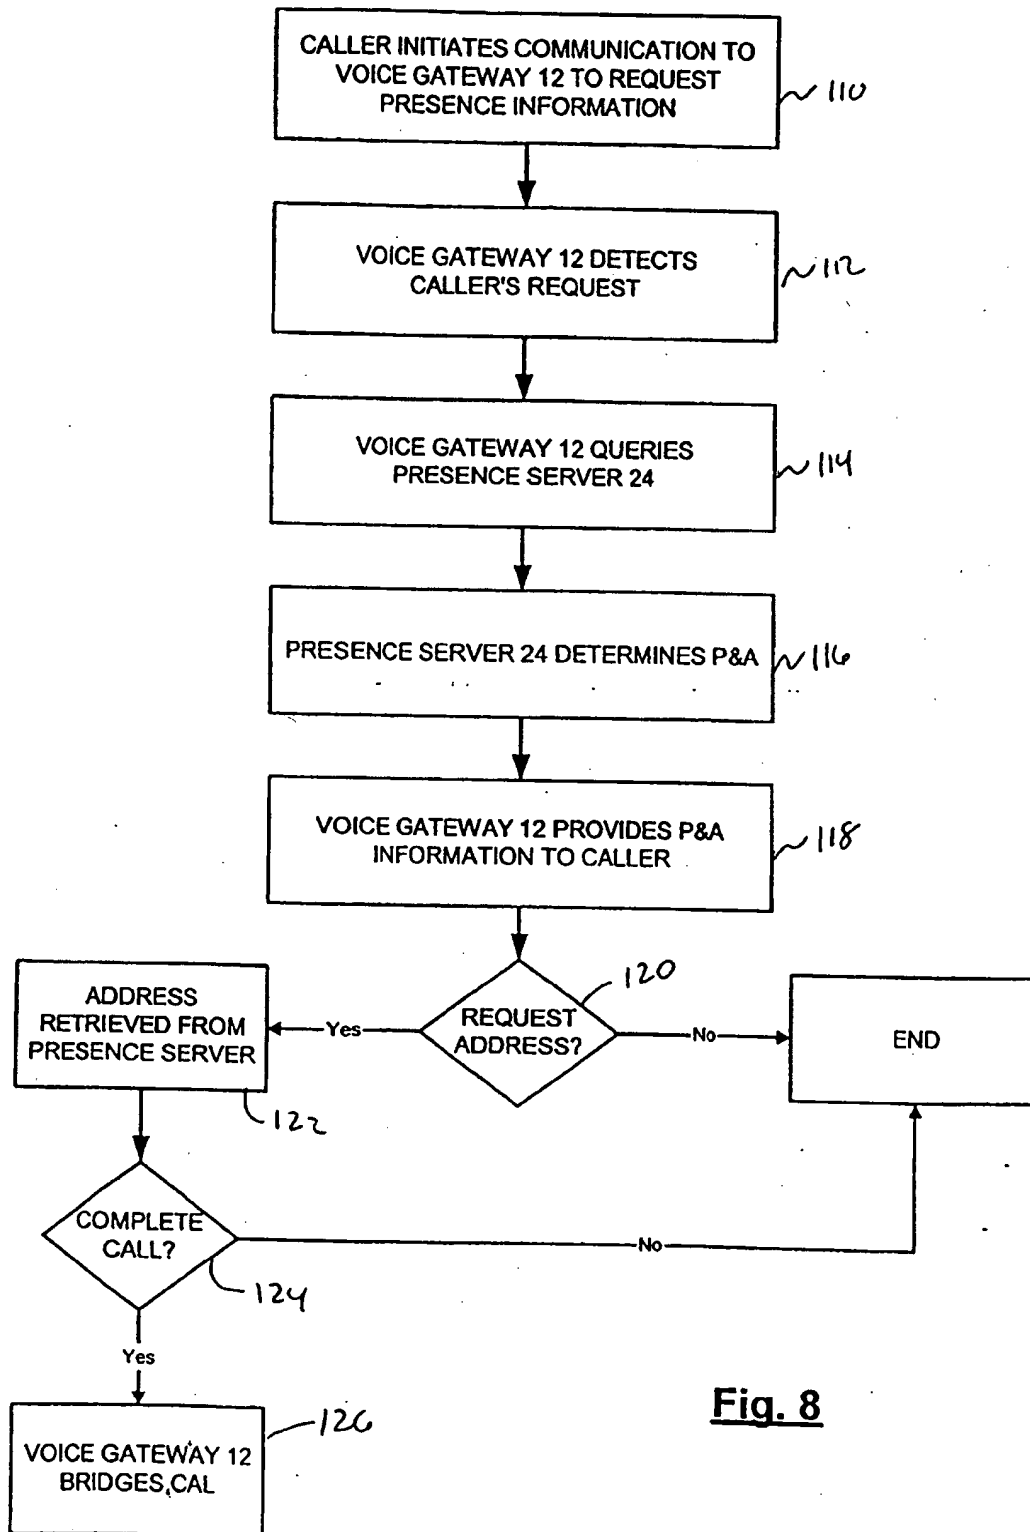 CALLER INITIATES COMMUNICATION TO
VOICE GATEWAY 12 TO REQUEST
PRESENCE INFORMATION
110
VOICE GATEWAY 12 DETECTS
CALLER'S REQUEST
112
VOICE GATEWAY 12 QUERIES
PRESENCE SERVER 24
114
PRESENCE SERVER 24 DETERMINES P&A
116
VOICE GATEWAY 12 PROVIDES P&A
INFORMATION TO CALLER
118
ADDRESS
RETRIEVED FROM
PRESENCE SERVER
122
Yes
REQUEST
ADDRESS?
120
No
END
COMPLETE
CALL?
124
No
Yes
VOICE GATEWAY 12
BRIDGES CAL
126
Fig. 8